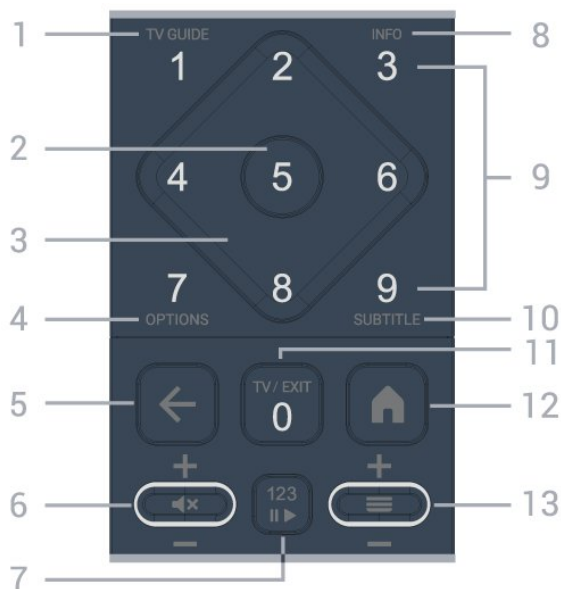 1 TV GUIDE INFO 8
1 2 3
2 4 5 6 9
3
7 8 9
4 OPTIONS SUBTITLE 10
11
5 TV / EXIT 12
0
+ +
6 123 13
− −
7